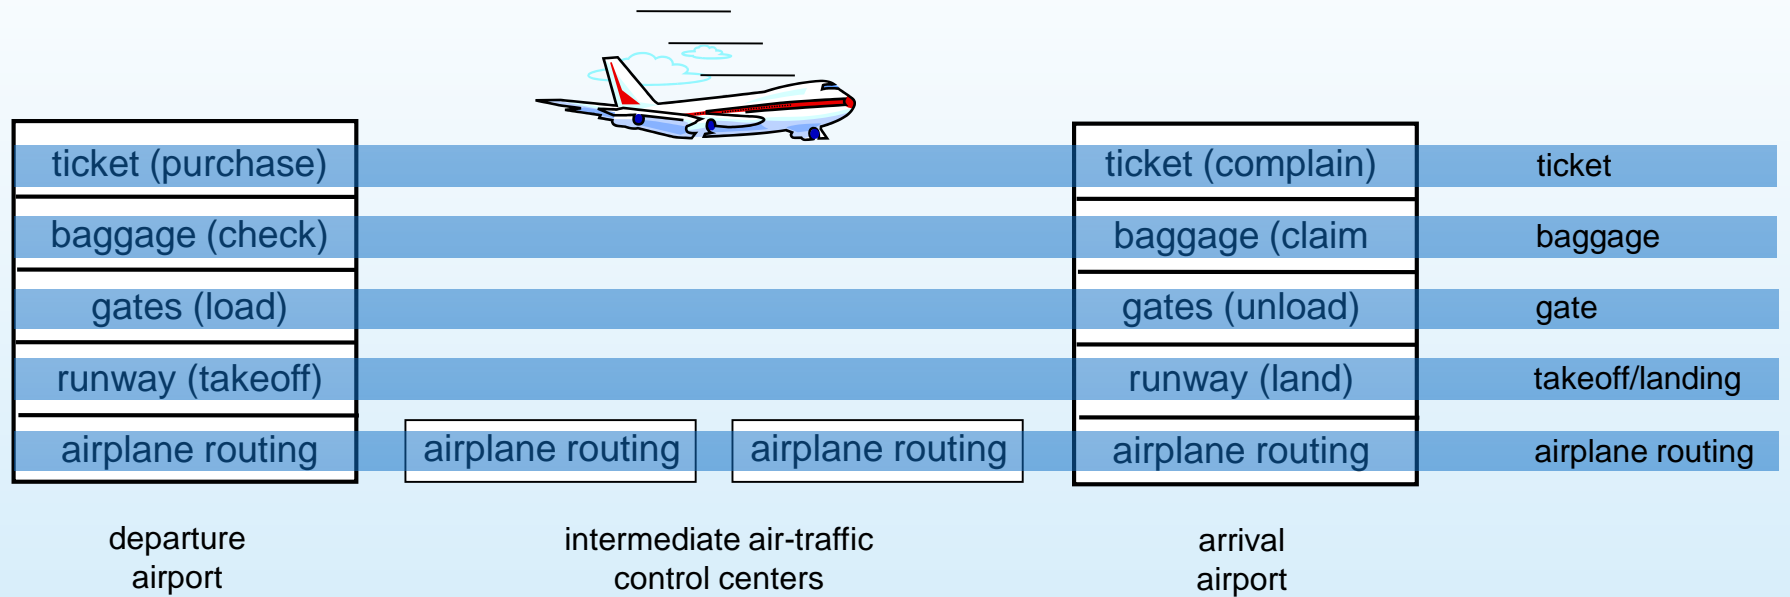 ticket (purchase) ticket (complain) ticket
baggage (check) baggage (claim baggage
gates (load) gates (unload) gate
runway (takeoff) runway (land) takeoff/landing
airplane routing airplane routing airplane routing airplane routing airplane routing
departure
airport
intermediate air-traffic
control centers
arrival
airport